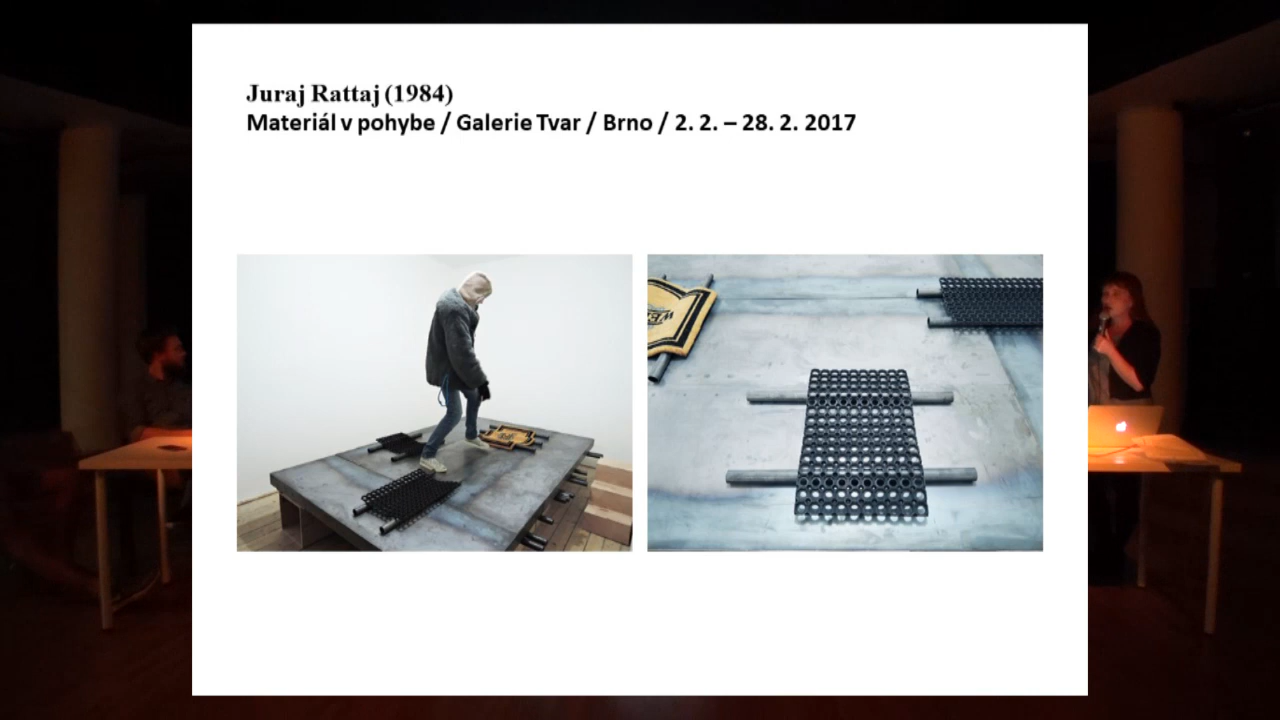 Juraj Rattaj (1984)
Materiál v pohybe / Galerie Tvar / Brno / 2. 2. – 28. 2. 2017